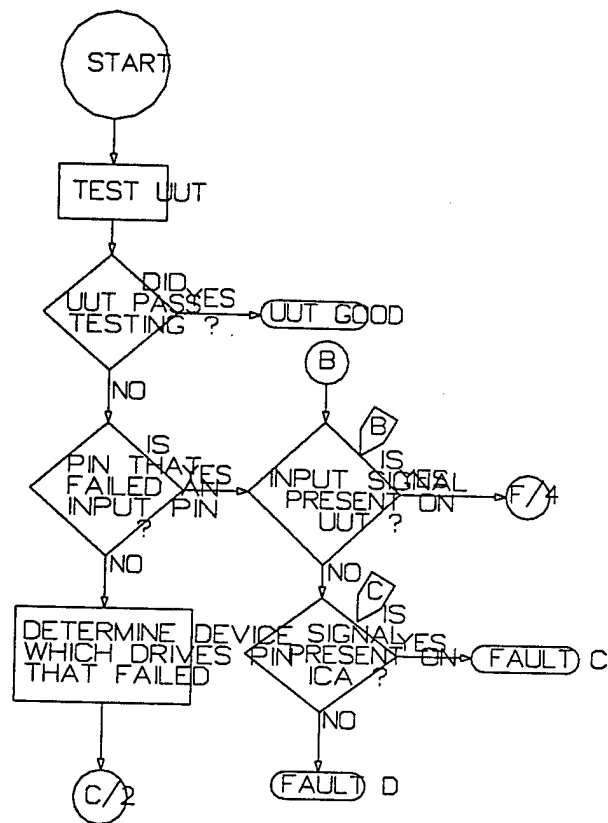 START
TEST UUT
DID
UUT PASS
TESTING ?
YES
UUT GOOD
NO
B
IS
PIN THAT
FAILED AN
INPUT PIN
?
YES
B
IS
INPUT SIGNAL
PRESENT ON
UUT ?
YES
F/4
NO
NO
DETERMINE DEVICE
WHICH DRIVES PIN
THAT FAILED
C
IS
SIGNAL
PRESENT ON
ICA ?
YES
FAULT C
NO
C/2
FAULT D